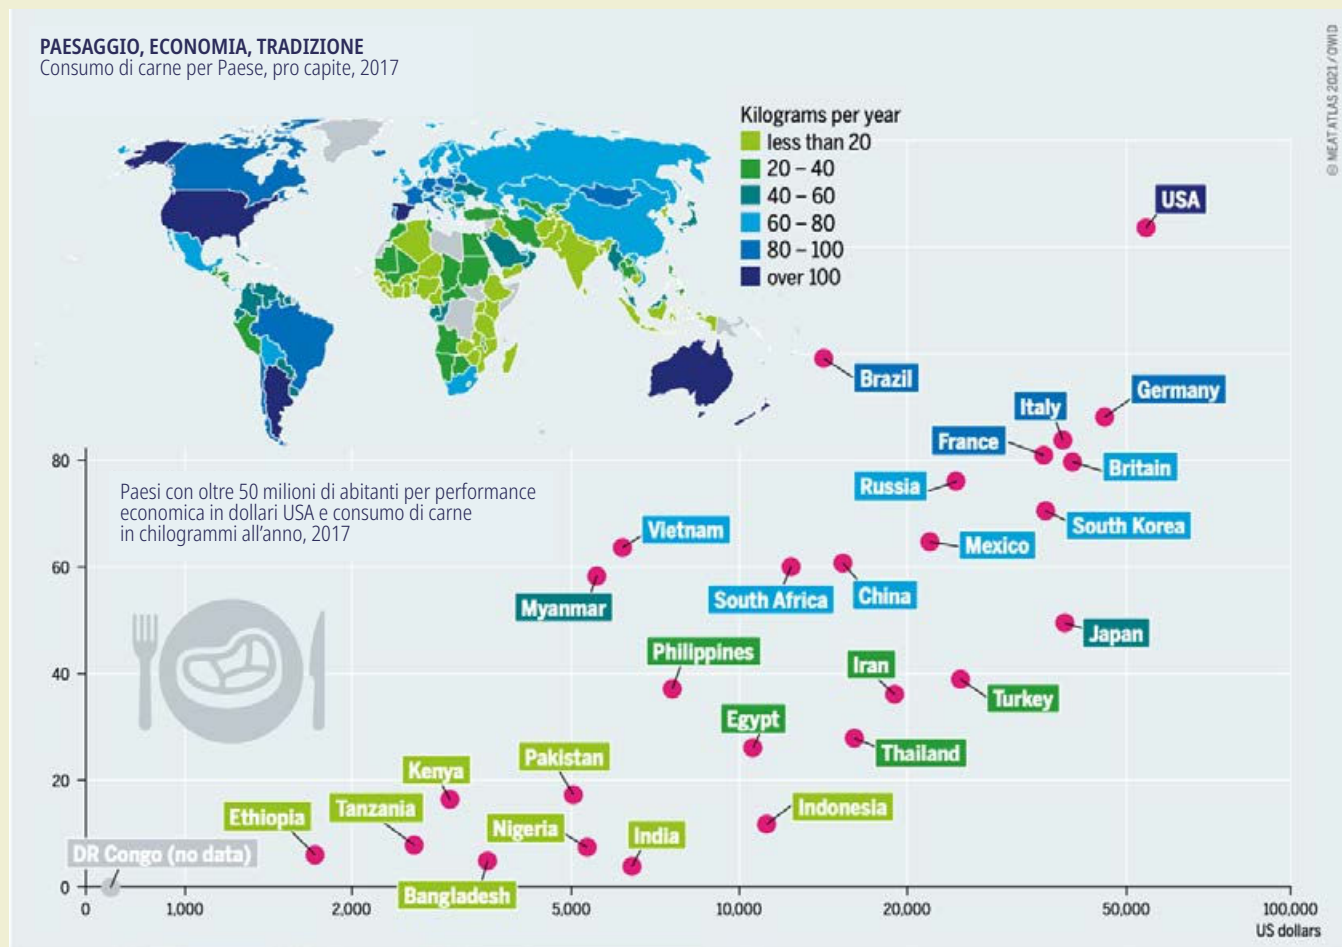 PAESAGGIO, ECONOMIA, TRADIZIONE
Consumo di carne per Paese, pro capite, 2017
© MEATATLAS 2021 / OWID
Kilograms per year
less than 20
20 – 40
40 – 60
60 – 80
80 – 100
over 100
USA
Brazil
Germany
Italy
France
Britain
Russia
South Korea
Mexico
Vietnam
Myanmar
South Africa
China
Japan
Philippines
Iran
Turkey
Egypt
Thailand
Pakistan
Kenya
Indonesia
Tanzania
Ethiopia
Nigeria
India
DR Congo (no data)
Bangladesh
Paesi con oltre 50 milioni di abitanti per performance
economica in dollari USA e consumo di carne
in chilogrammi all’anno, 2017
80
60
40
20
0
0
1,000
2,000
5,000
10,000
20,000
50,000
100,000
US dollars